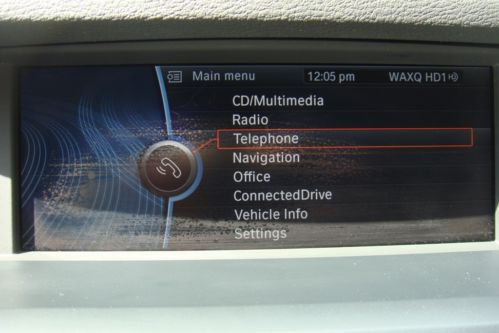 Main menu 12:05 pm WAXQ HD1
CD/Multimedia
Radio
Telephone
Navigation
Office
ConnectedDrive
Vehicle Info
Settings